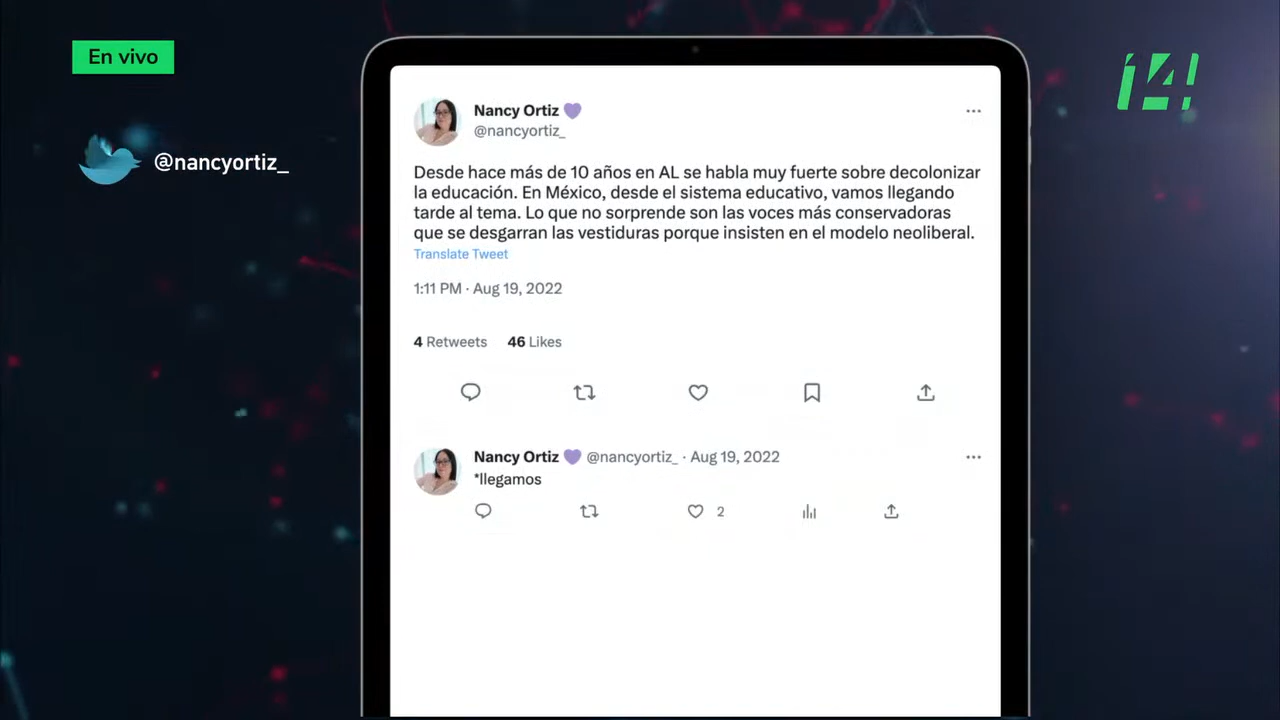 En vivo
¡4!
@nancyortiz_
Nancy Ortiz 💜
@nancyortiz_
Desde hace más de 10 años en AL se habla muy fuerte sobre decolonizar
la educación. En México, desde el sistema educativo, vamos llegando
tarde al tema. Lo que no sorprende son las voces más conservadoras
que se desgarran las vestiduras porque insisten en el modelo neoliberal.
Translate Tweet
1:11 PM · Aug 19, 2022
4 Retweets 46 Likes
Nancy Ortiz 💜 @nancyortiz_ · Aug 19, 2022
*llegamos
2